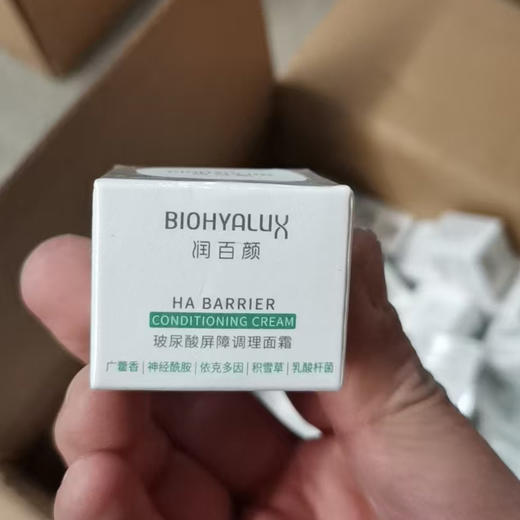 BIOHYALUX
润百颜
HA BARRIER
CONDITIONING CREAM
玻尿酸屏障调理面霜
广藿香|神经酰胺|依克多因|积雪草|乳酸杆菌